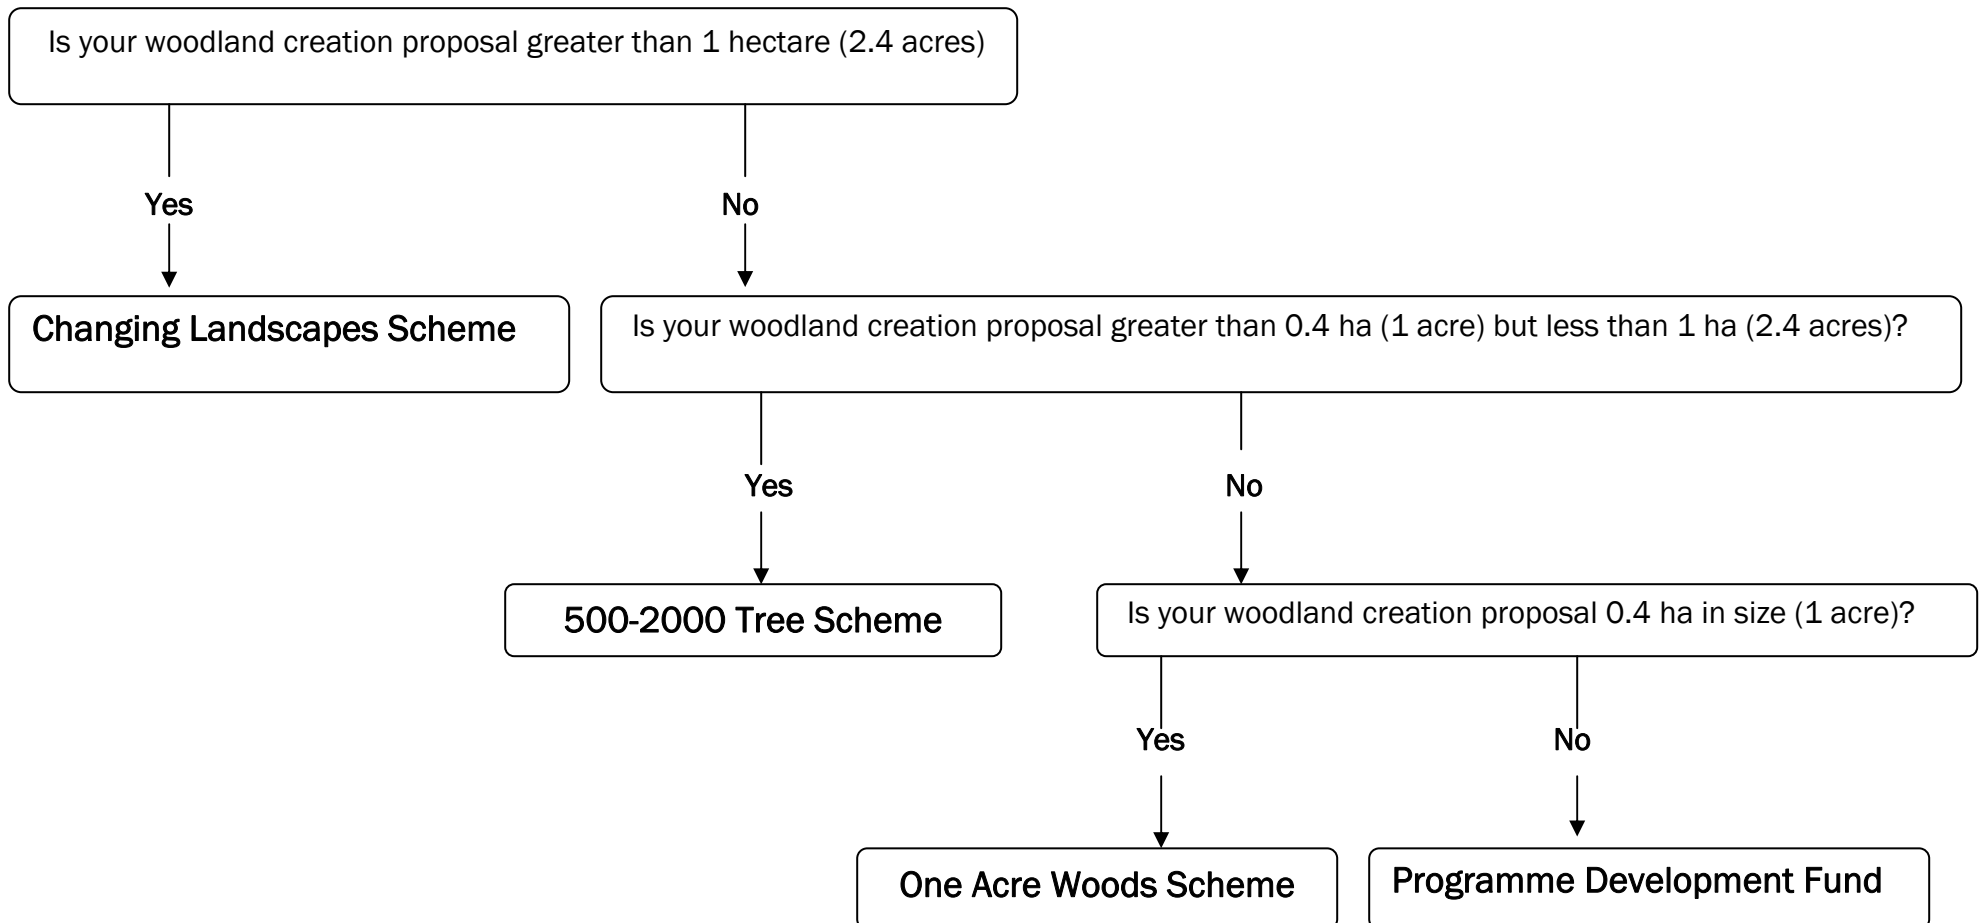 Is your woodland creation proposal greater than 1 hectare (2.4 acres)
Yes
No
Changing Landscapes Scheme
Is your woodland creation proposal greater than 0.4 ha (1 acre) but less than 1 ha (2.4 acres)?
Yes
No
500-2000 Tree Scheme
Is your woodland creation proposal 0.4 ha in size (1 acre)?
Yes
No
One Acre Woods Scheme
Programme Development Fund